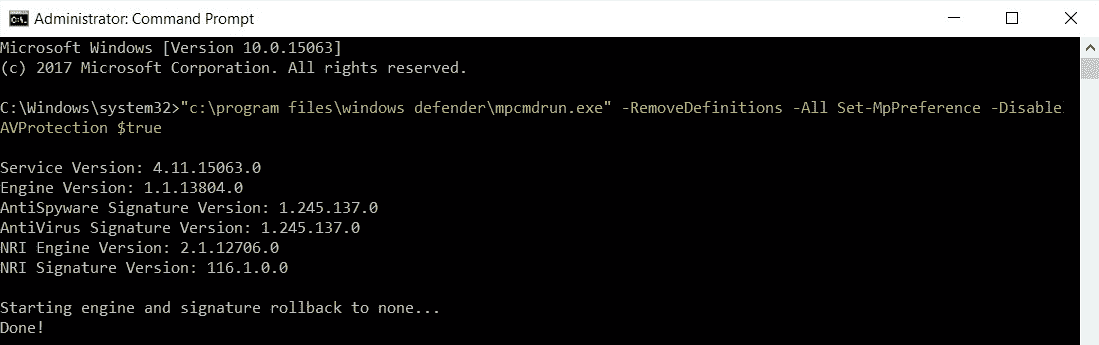 Administrator: Command Prompt
Microsoft Windows [Version 10.0.15063]
(c) 2017 Microsoft Corporation. All rights reserved.
C:\Windows\system32>"c:\program files\windows defender\mpcmdrun.exe" -RemoveDefinitions -All Set-MpPreference -Disable
AVProtection $true
Service Version: 4.11.15063.0
Engine Version: 1.1.13804.0
AntiSpyware Signature Version: 1.245.137.0
AntiVirus Signature Version: 1.245.137.0
NRI Engine Version: 2.1.12706.0
NRI Signature Version: 116.1.0.0
Starting engine and signature rollback to none...
Done!